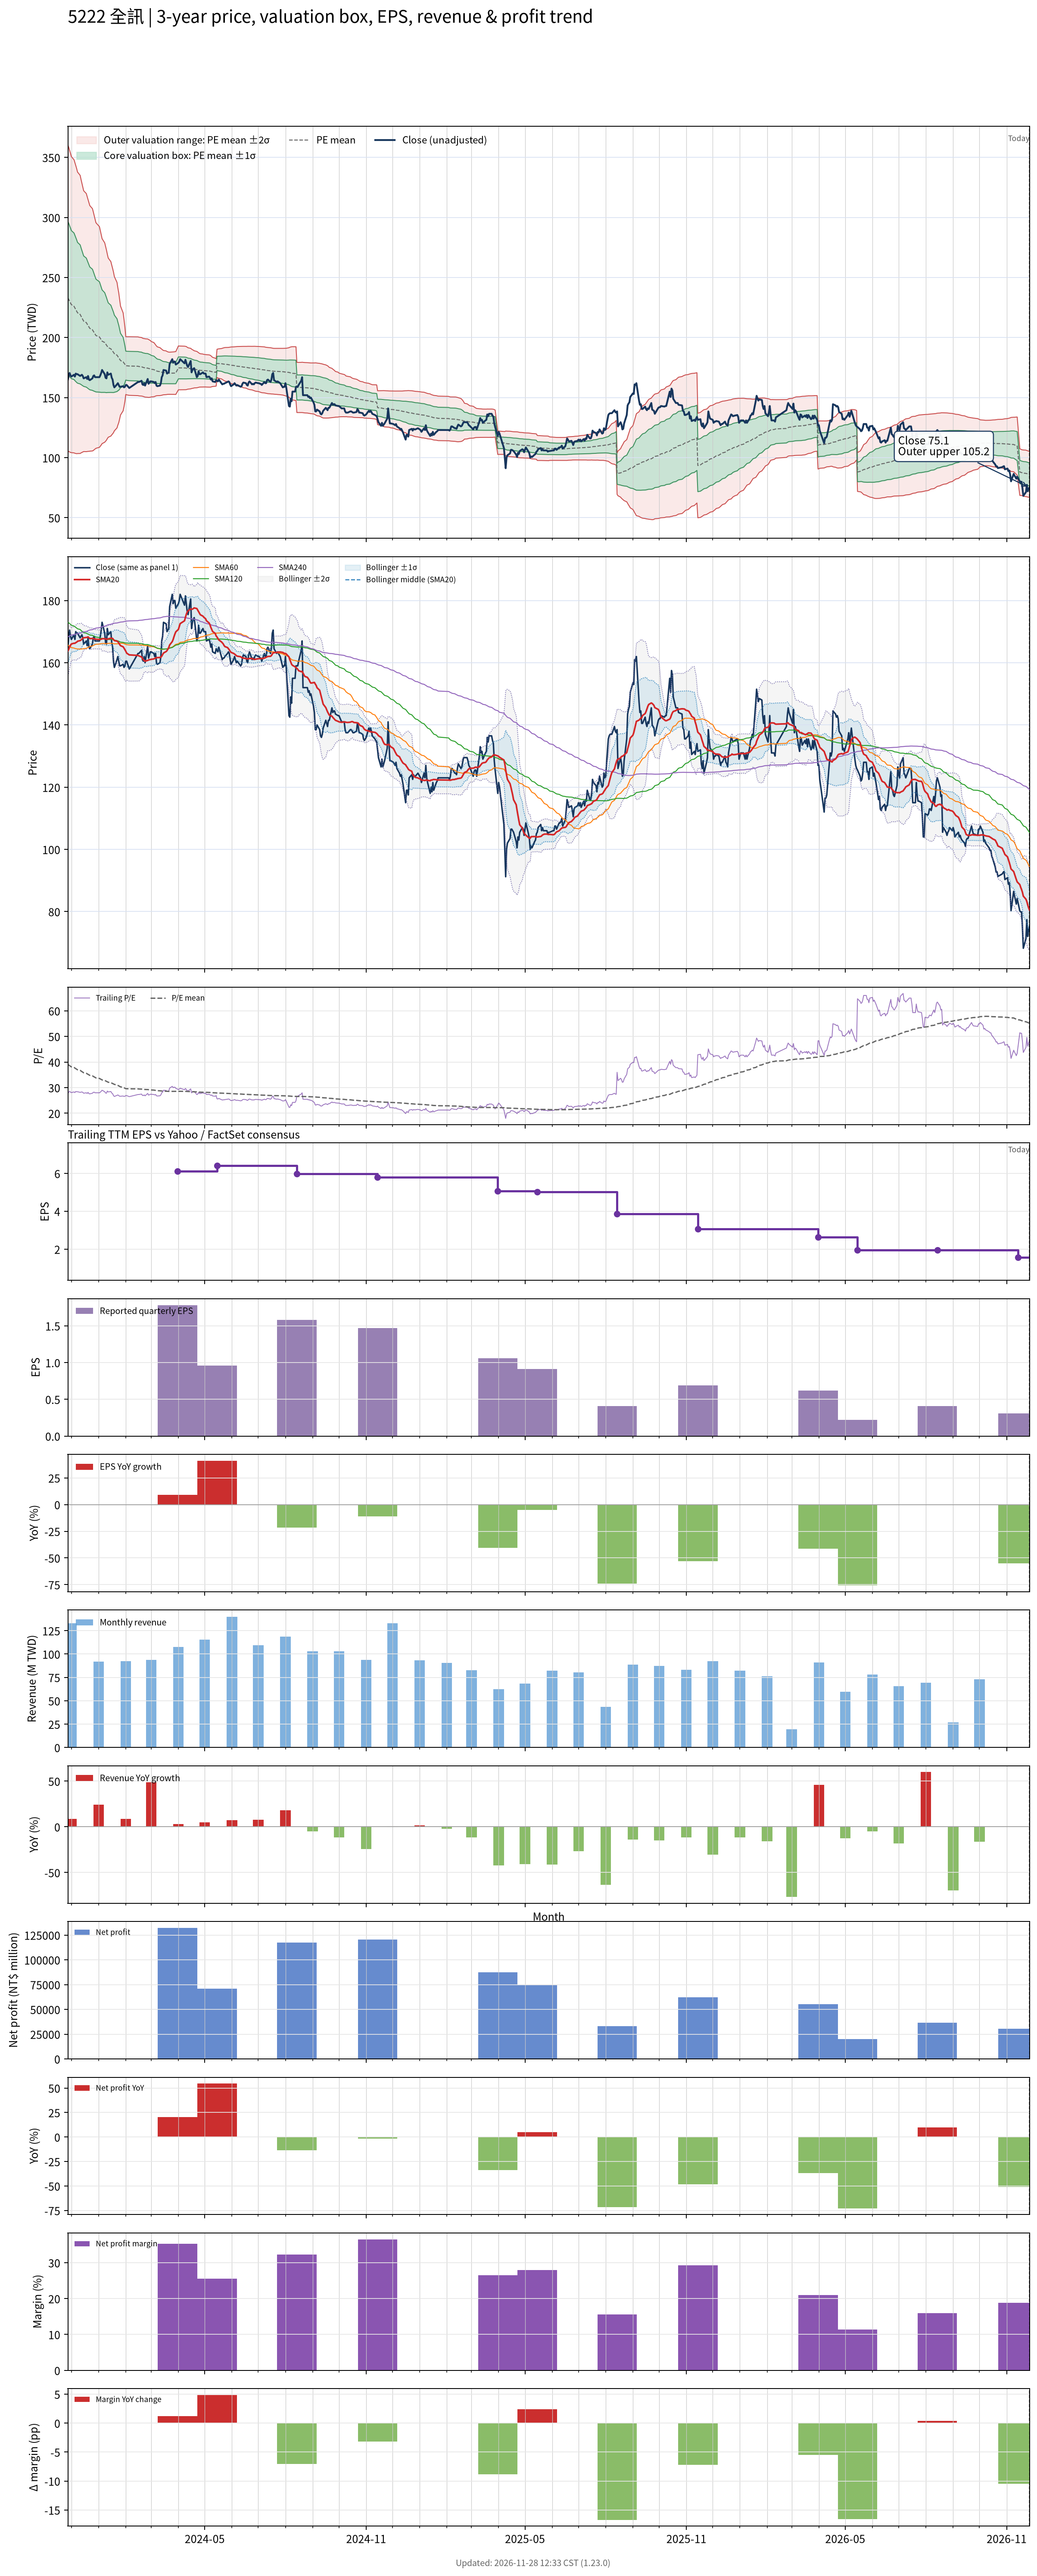 5222 全訊 | 3-year price, valuation box, EPS, revenue & profit trend
Outer valuation range: PE mean ±2σ
Core valuation box: PE mean ±1σ
PE mean
Close (unadjusted)
Today
Price (TWD)
350
300
250
200
150
100
50
Close 75.1
Outer upper 105.2
Close (same as panel 1)
SMA20
SMA60
SMA120
SMA240
Bollinger ±2σ
Bollinger ±1σ
Bollinger middle (SMA20)
Price
180
160
140
120
100
80
Trailing P/E
P/E mean
P/E
60
50
40
30
20
Trailing TTM EPS vs Yahoo / FactSet consensus
Today
EPS
6
4
2
Reported quarterly EPS
EPS
1.5
1.0
0.5
0.0
EPS YoY growth
YoY (%)
25
0
-25
-50
-75
Monthly revenue
Revenue (M TWD)
125
100
75
50
25
0
Revenue YoY growth
YoY (%)
50
0
-50
Month
Net profit
Net profit (NT$ million)
125000
100000
75000
50000
25000
0
Net profit YoY
YoY (%)
50
25
0
-25
-50
-75
Net profit margin
Margin (%)
30
20
10
0
Margin YoY change
Δ margin (pp)
5
0
-5
-10
-15
2024-05
2024-11
2025-05
2025-11
2026-05
2026-11
Updated: 2026-11-28 12:33 CST (1.23.0)